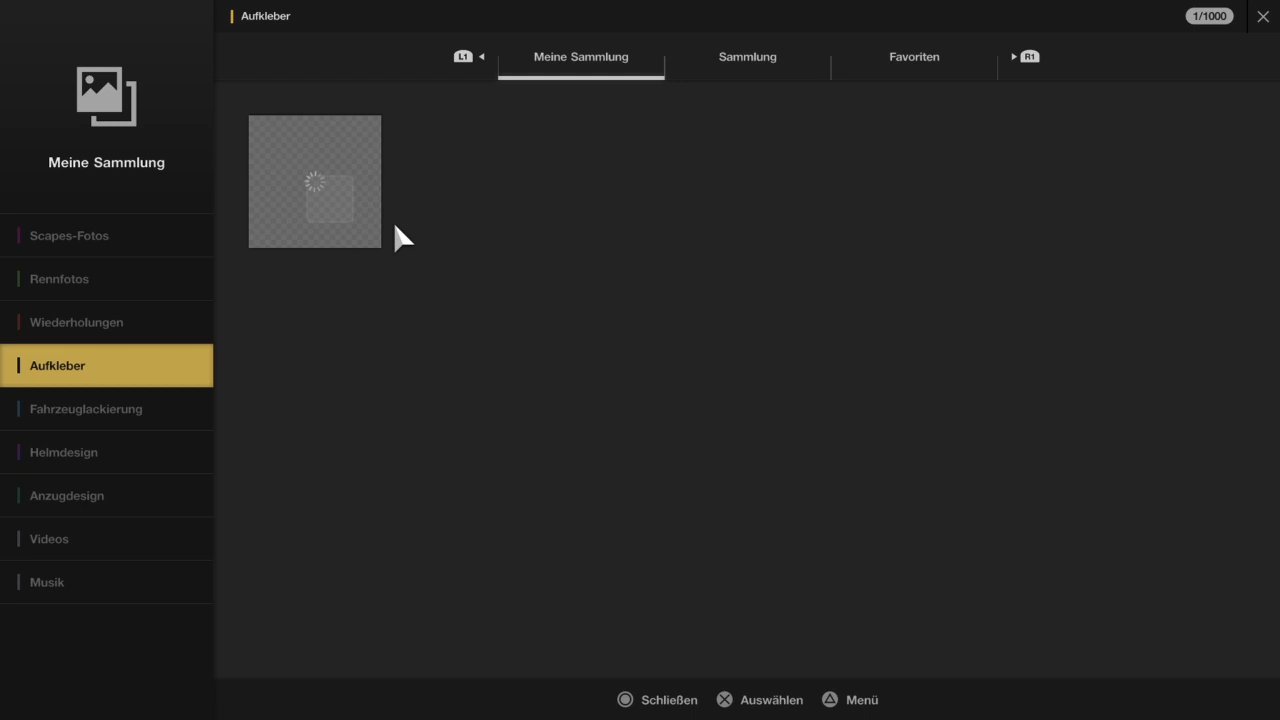 Aufkleber
1/1000
L1
Meine Sammlung
Sammlung
Favoriten
R1
Meine Sammlung
Scapes-Fotos
Rennfotos
Wiederholungen
Aufkleber
Fahrzeuglackierung
Helmdesign
Anzugdesign
Videos
Musik
Schließen
Auswählen
Menü